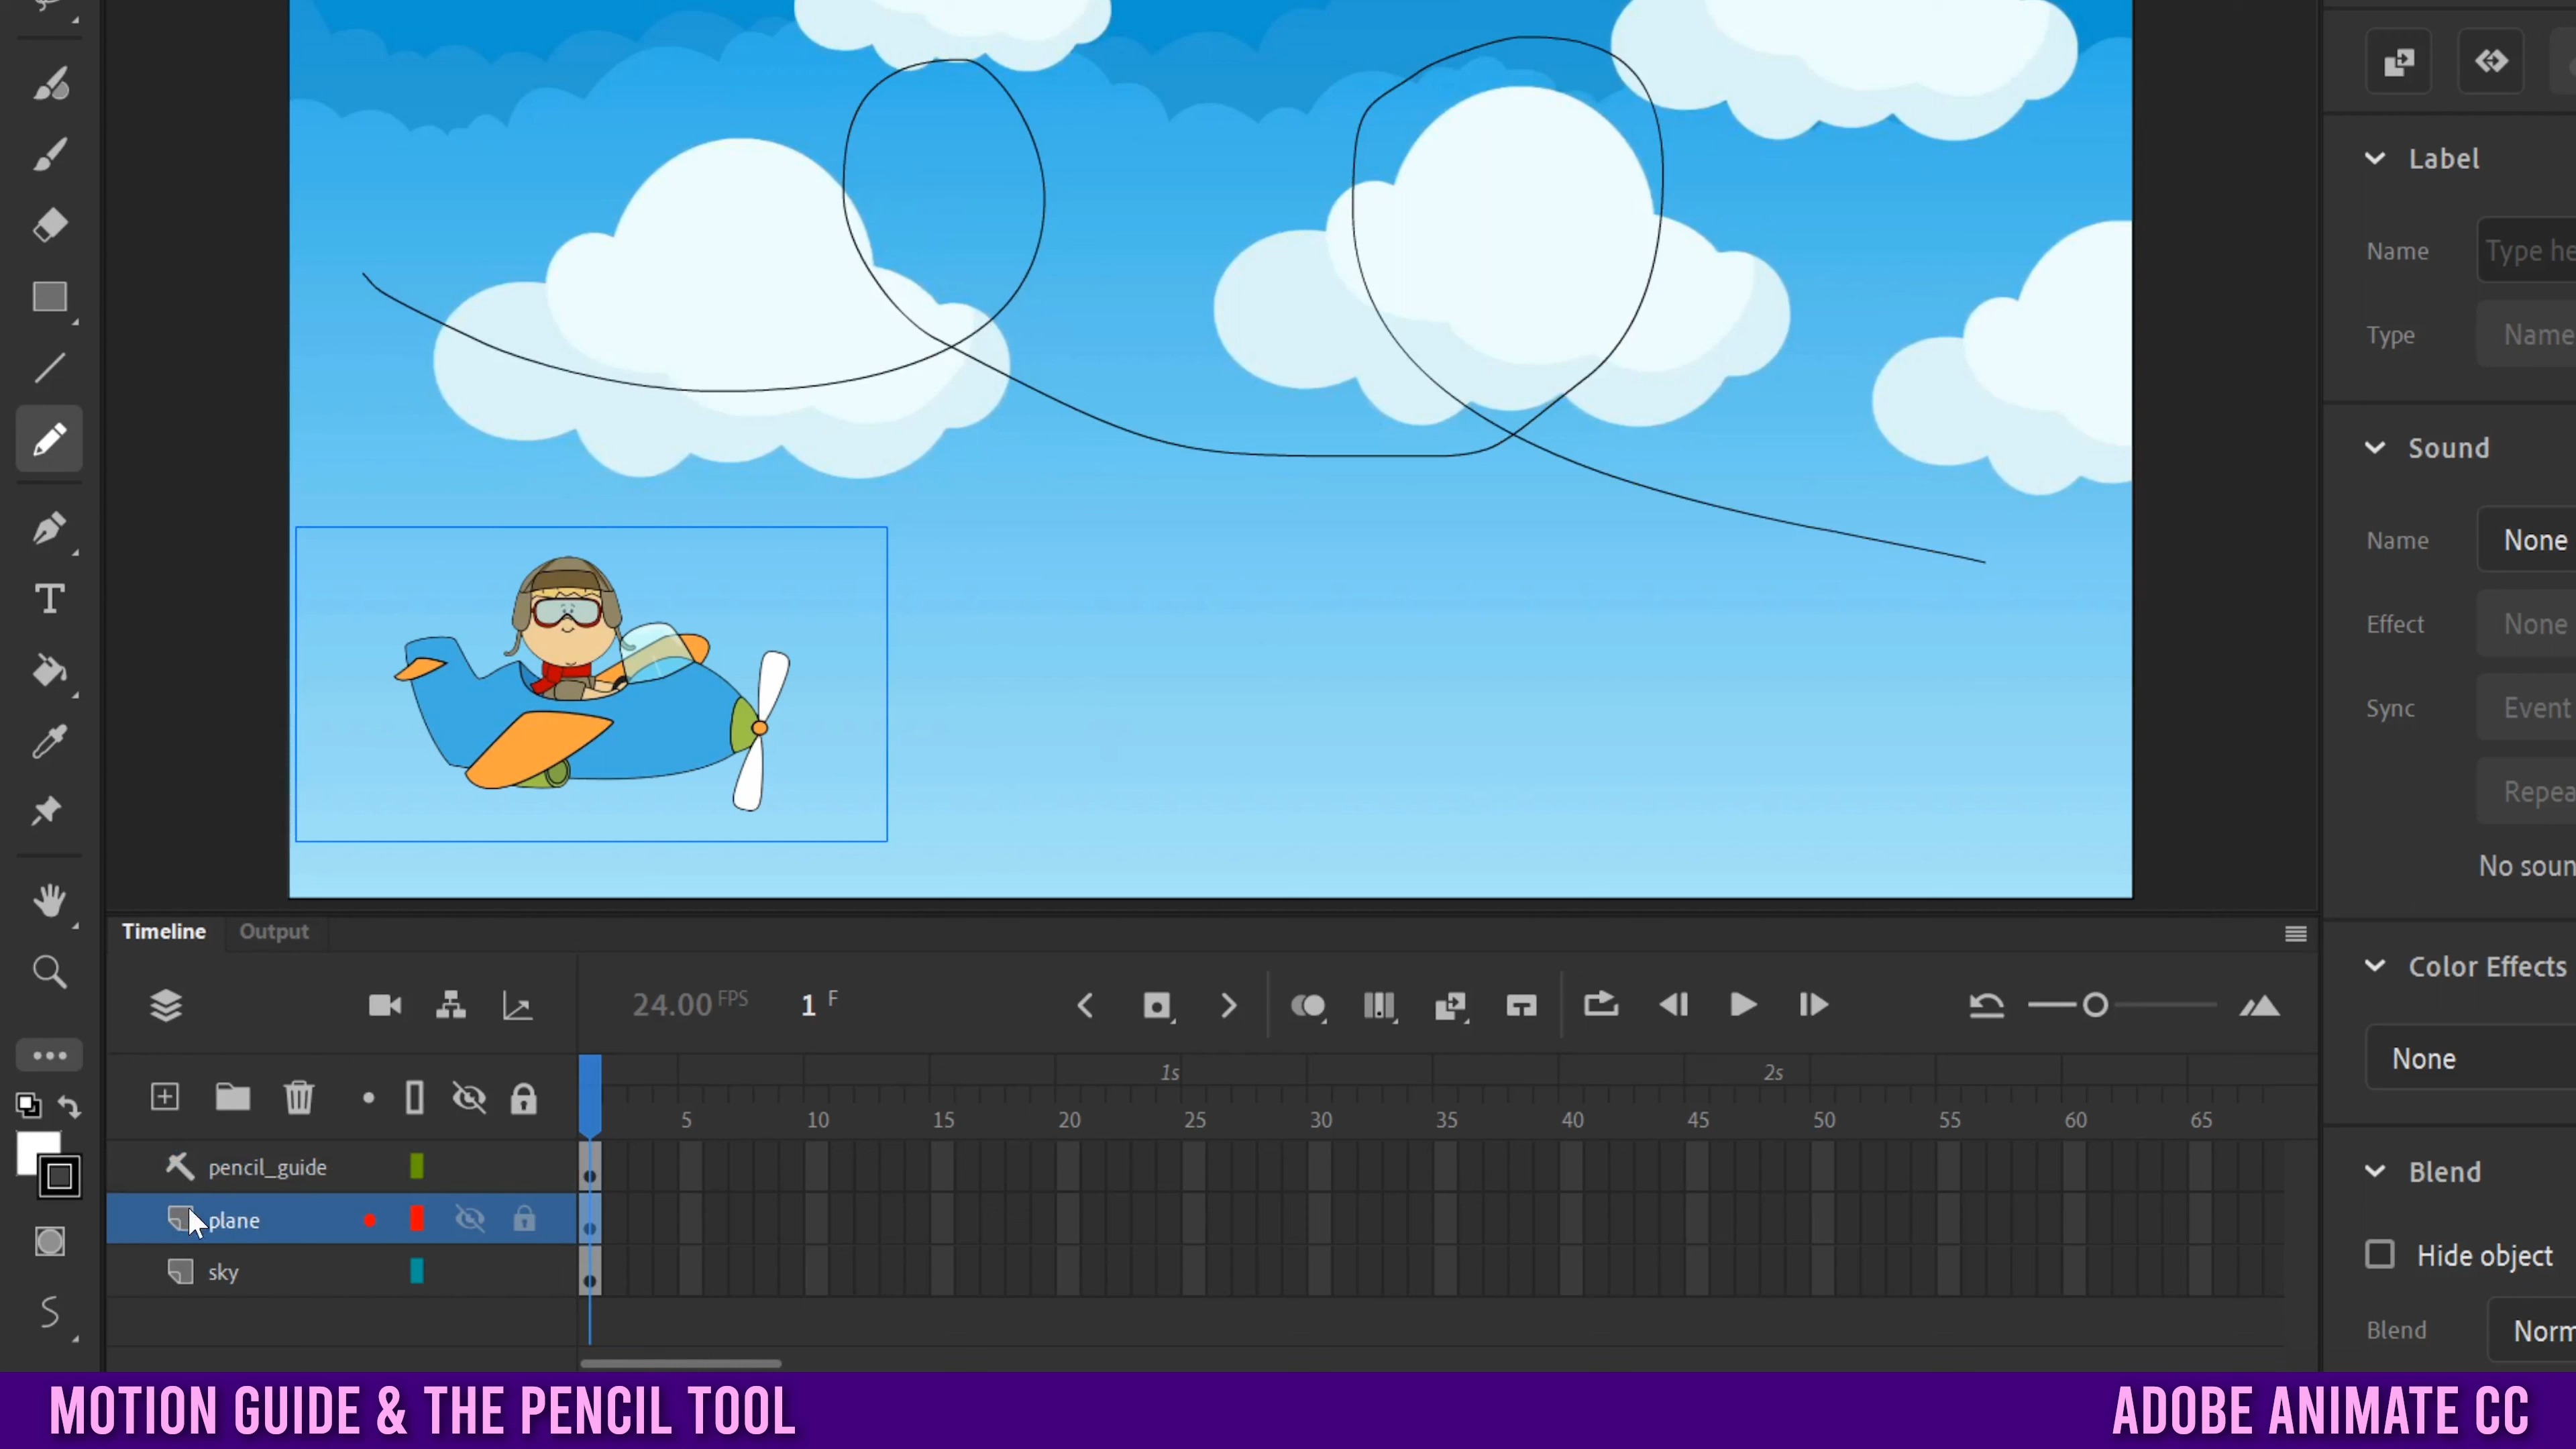 Label
Name Type he
Type Name
Sound
Name None
Effect None
Sync Event
Repea
No soun
Color Effects
None
Blend
Hide object
Blend Norm
Timeline Output
24.00 FPS 1 F
1s 2s
5 10 15 20 25 30 35 40 45 50 55 60 65
pencil_guide
plane
sky
MOTION GUIDE & THE PENCIL TOOL
ADOBE ANIMATE CC